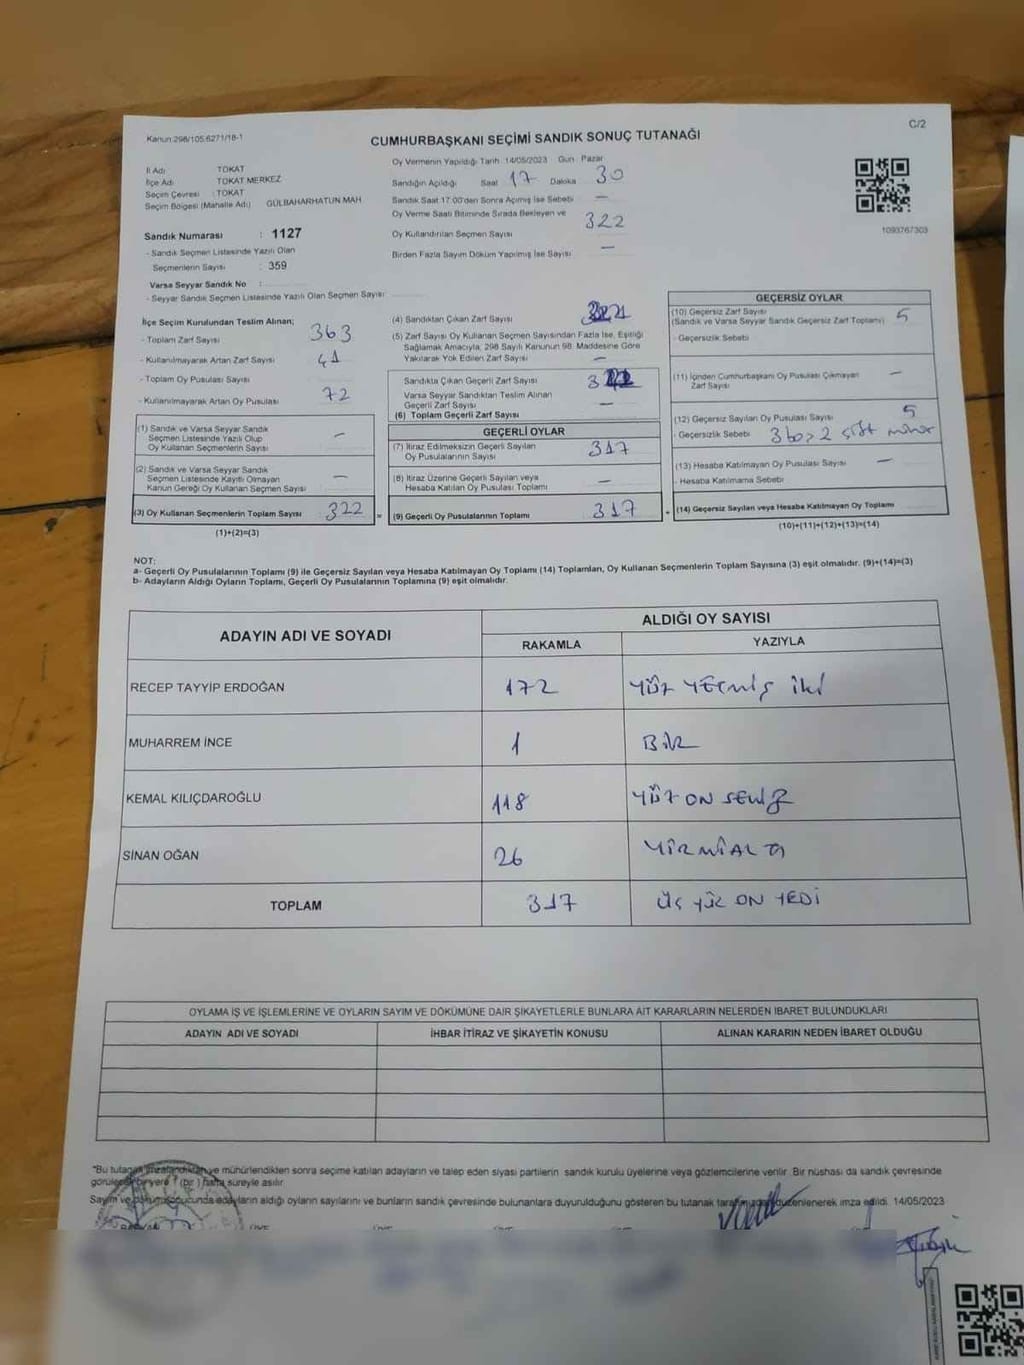 Kanun:298/105.6271/18-1
C/2
CUMHURBAŞKANI SEÇİMİ SANDIK SONUÇ TUTANAĞI
İl Adı : TOKAT
İlçe Adı : TOKAT MERKEZ
Seçim Çevresi : TOKAT
Seçim Bölgesi (Mahalle Adı) GÜLBAHARHATUN MAH
Sandık Numarası : 1127
- Sandık Seçmen Listesinde Yazılı Olan
Seçmenlerin Sayısı : 359
Varsa Seyyar Sandık No :
- Seyyar Sandık Seçmen Listesinde Yazılı Olan Seçmen Sayısı
Oy Vermenin Yapıldığı Tarih 14/05/2023 Gün Pazar
Sandığın Açıldığı Saat 17 Dakika 30
Sandık Saat 17.00'den Sonra Açılmış İse Sebebi —
Oy Verme Saati Bitiminde Sırada Bekleyen ve
Oy Kullandırılan Seçmen Sayısı 322
Birden Fazla Sayım Döküm Yapılmış İse Sayısı —
1093767303
İlçe Seçim Kurulundan Teslim Alınan;
- Toplam Zarf Sayısı 363
- Kullanılmayarak Artan Zarf Sayısı 41
- Toplam Oy Pusulası Sayısı
- Kullanılmayarak Artan Oy Pusulası 72
(1) Sandık ve Varsa Seyyar Sandık
Seçmen Listesinde Yazılı Olup
Oy Kullanan Seçmenlerin Sayısı —
(2) Sandık ve Varsa Seyyar Sandık
Seçmen Listesinde Kayıtlı Olmayan
Kanun Gereği Oy Kullanan Seçmen Sayısı —
(3) Oy Kullanan Seçmenlerin Toplam Sayısı 322 =
(1)+(2)=(3)
(4) Sandıktan Çıkan Zarf Sayısı
(5) Zarf Sayısı Oy Kullanan Seçmen Sayısından Fazla İse, Eşitliği
Sağlamak Amacıyla, 298 Sayılı Kanunun 98. Maddesine Göre
Yakılarak Yok Edilen Zarf Sayısı —
Sandıkta Çıkan Geçerli Zarf Sayısı
Varsa Seyyar Sandıktan Teslim Alınan
Geçerli Zarf Sayısı —
(6) Toplam Geçerli Zarf Sayısı
GEÇERLİ OYLAR
(7) İtiraz Edilmeksizin Geçerli Sayılan
Oy Pusulalarının Sayısı 317
(8) İtiraz Üzerine Geçerli Sayılan veya
Hesaba Katılan Oy Pusulası Toplamı —
(9) Geçerli Oy Pusulalarının Toplamı 317 +
GEÇERSİZ OYLAR
(10) Geçersiz Zarf Sayısı 5
(Sandık ve Varsa Seyyar Sandık Geçersiz Zarf Toplamı)
- Geçersizlik Sebebi
(11) İçinden Cumhurbaşkanı Oy Pusulası Çıkmayan
Zarf Sayısı —
(12) Geçersiz Sayılan Oy Pusulası Sayısı 5
- Geçersizlik Sebebi 3 boş 2 çift mühür
(13) Hesaba Katılmayan Oy Pusulası Sayısı —
- Hesaba Katılmama Sebebi
(14) Geçersiz Sayılan veya Hesaba Katılmayan Oy Toplamı
(10)+(11)+(12)+(13)=(14)
NOT:
a- Geçerli Oy Pusulalarının Toplamı (9) ile Geçersiz Sayılan veya Hesaba Katılmayan Oy Toplamı (14) Toplamları, Oy Kullanan Seçmenlerin Toplam Sayısına (3) eşit olmalıdır. (9)+(14)=(3)
b- Adayların Aldığı Oyların Toplamı, Geçerli Oy Pusulalarının Toplamına (9) eşit olmalıdır.
ADAYIN ADI VE SOYADI
ALDIĞI OY SAYISI
RAKAMLA YAZIYLA
RECEP TAYYİP ERDOĞAN 172 YÜZ YETMİŞ İKİ
MUHARREM İNCE 1 BİR
KEMAL KILIÇDAROĞLU 118 YÜZ ON SEKİZ
SİNAN OĞAN 26 YİRMİALTI
TOPLAM 317 ÜÇ YÜZ ON YEDİ
OYLAMA İŞ VE İŞLEMLERİNE VE OYLARIN SAYIM VE DÖKÜMÜNE DAİR ŞİKAYETLERLE BUNLARA AİT KARARLARIN NELERDEN İBARET BULUNDUKLARI
ADAYIN ADI VE SOYADI İHBAR İTİRAZ VE ŞİKAYETİN KONUSU ALINAN KARARIN NEDEN İBARET OLDUĞU
*Bu tutanak imzalandıktan ve mühürlendikten sonra seçime katılan adayların ve talep eden siyasi partilerin sandık kurulu üyelerine veya gözlemcilerine verilir. Bir nüshası da sandık çevresinde
görülecek bir yere (bir) hafta süreyle asılır.
Sayım ve dökümü sonucunda adayların aldığı oyların sayılarını ve bunların sandık çevresinde bulunanlara duyurulduğunu gösteren bu tutanak tarafımızdan düzenlenerek imza edildi. 14/05/2023